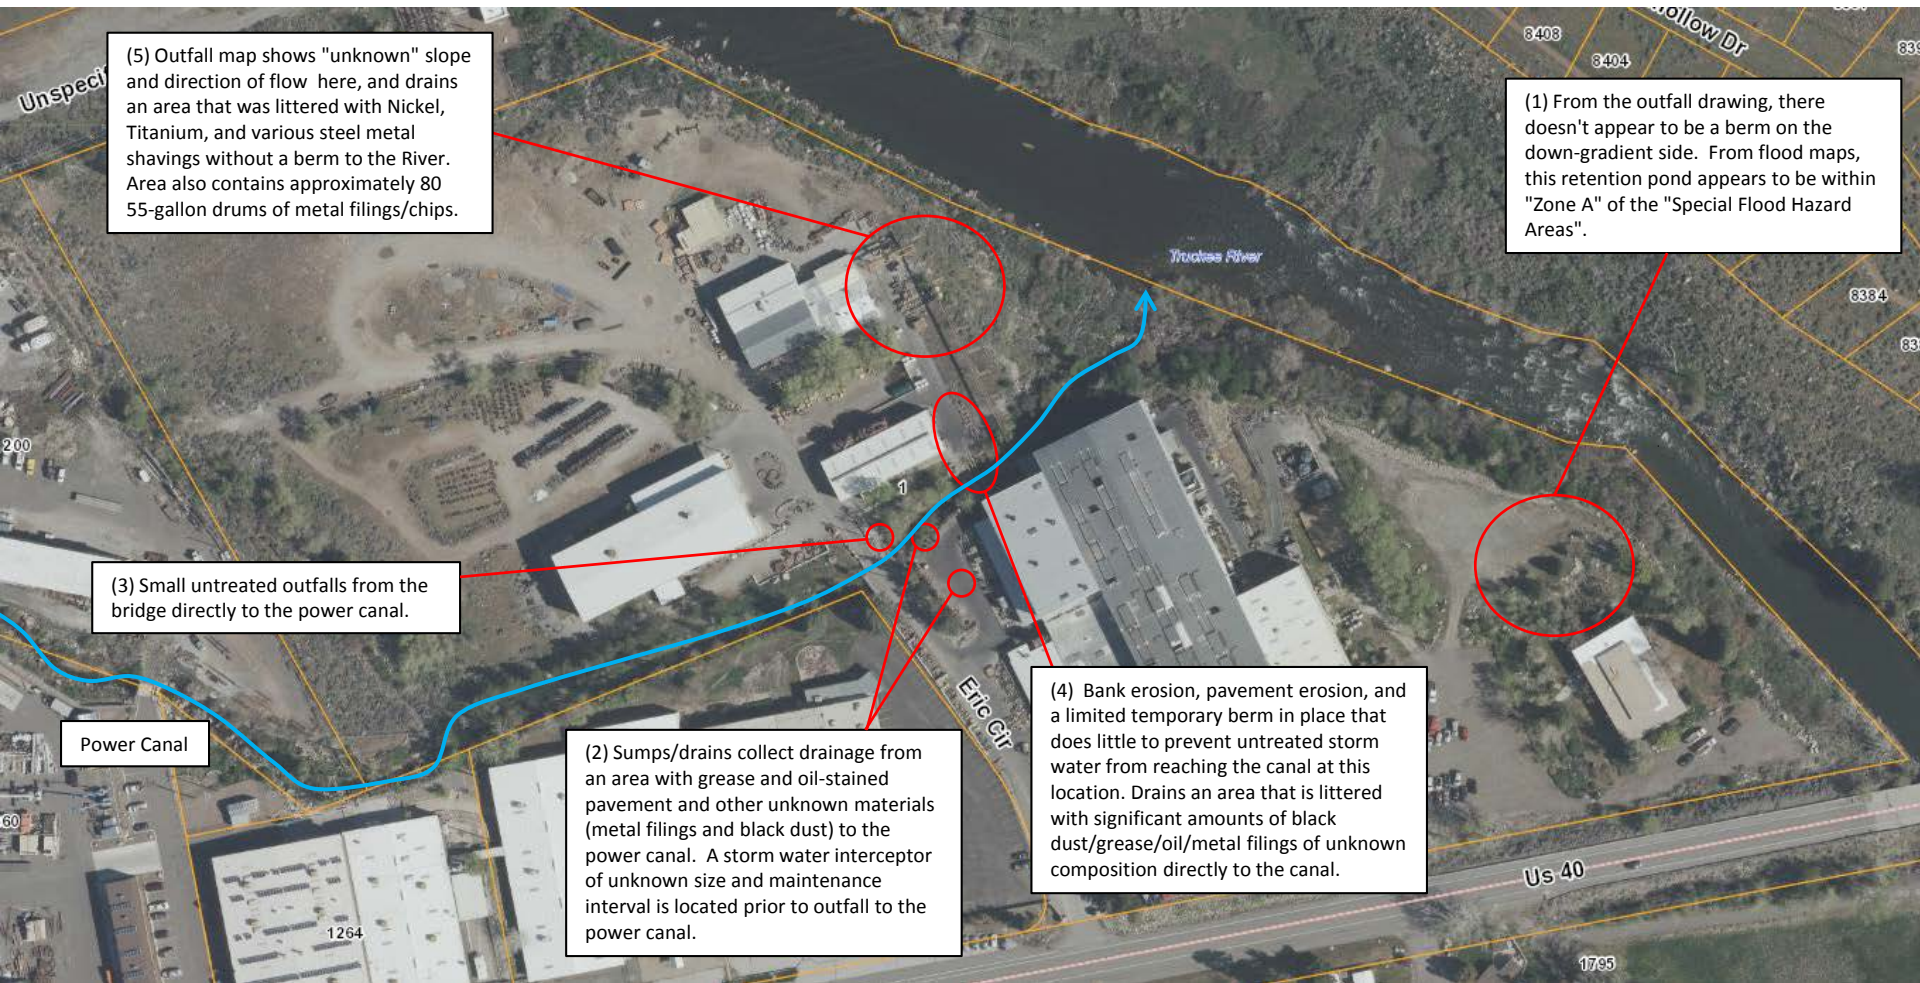 (5) Outfall map shows "unknown" slope
and direction of flow  here, and drains
an area that was littered with Nickel,
Titanium, and various steel metal
shavings without a berm to the River.
Area also contains approximately 80
55-gallon drums of metal filings/chips.
8408
8404
(1) From the outfall drawing, there
doesn't appear to be a berm on the
down-gradient side.  From flood maps,
this retention pond appears to be within
"Zone A" of the "Special Flood Hazard
Areas".
Truckee River
8384
200
1
(3) Small untreated outfalls from the
bridge directly to the power canal.
Power Canal
Eric Cir
(2) Sumps/drains collect drainage from
an area with grease and oil-stained
pavement and other unknown materials
(metal filings and black dust) to the
power canal.  A storm water interceptor
of unknown size and maintenance
interval is located prior to outfall to the
power canal.
(4)  Bank erosion, pavement erosion, and
a limited temporary berm in place that
does little to prevent untreated storm
water from reaching the canal at this
location. Drains an area that is littered
with significant amounts of black
dust/grease/oil/metal filings of unknown
composition directly to the canal.
60
1264
Us 40
1795